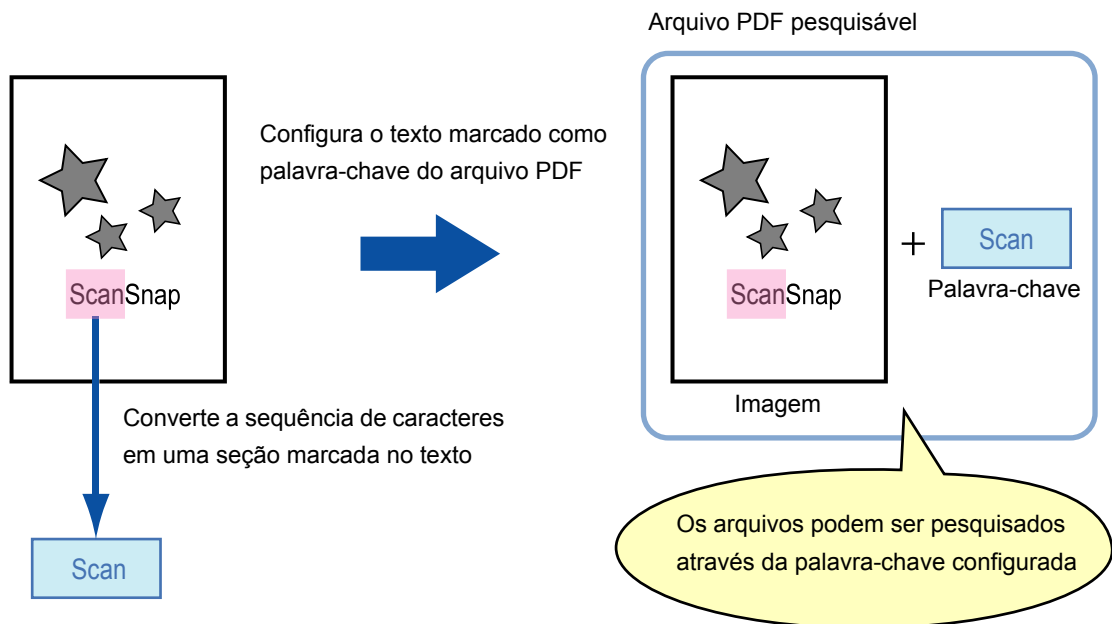 Arquivo PDF pesquisável
Configura o texto marcado como
palavra-chave do arquivo PDF
ScanSnap
Converte a sequência de caracteres
em uma seção marcada no texto
Scan
ScanSnap
Imagem
+
Scan
Palavra-chave
Os arquivos podem ser pesquisados
através da palavra-chave configurada